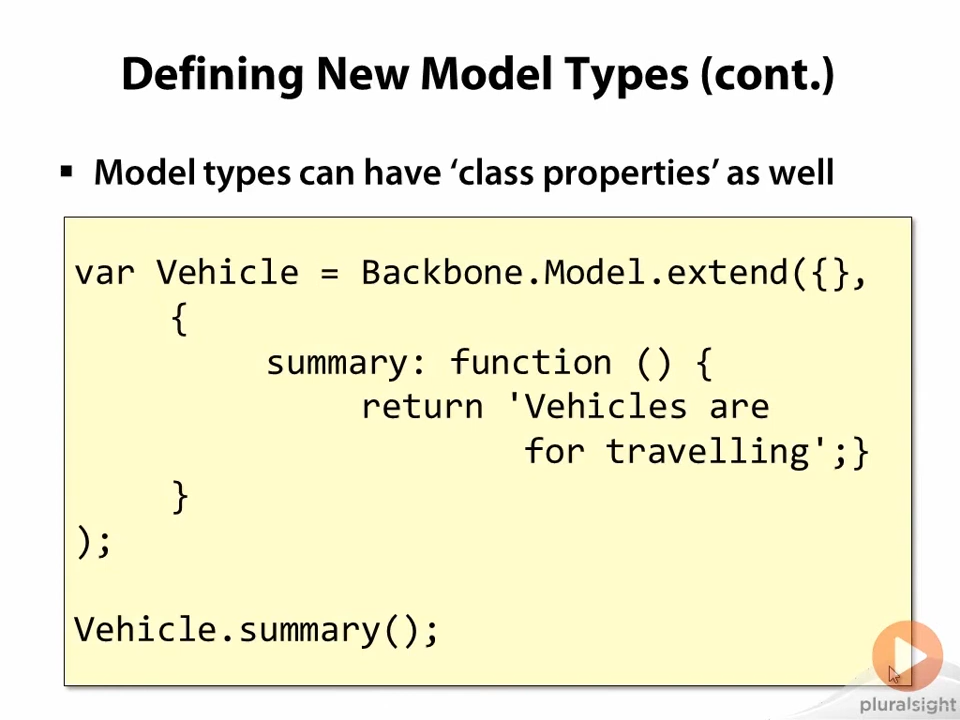 Defining New Model Types (cont.)
▪ Model types can have ‘class properties’ as well
var Vehicle = Backbone.Model.extend({},
{
summary: function () {
return 'Vehicles are
for travelling';}
}
);
Vehicle.summary();
pluralsight